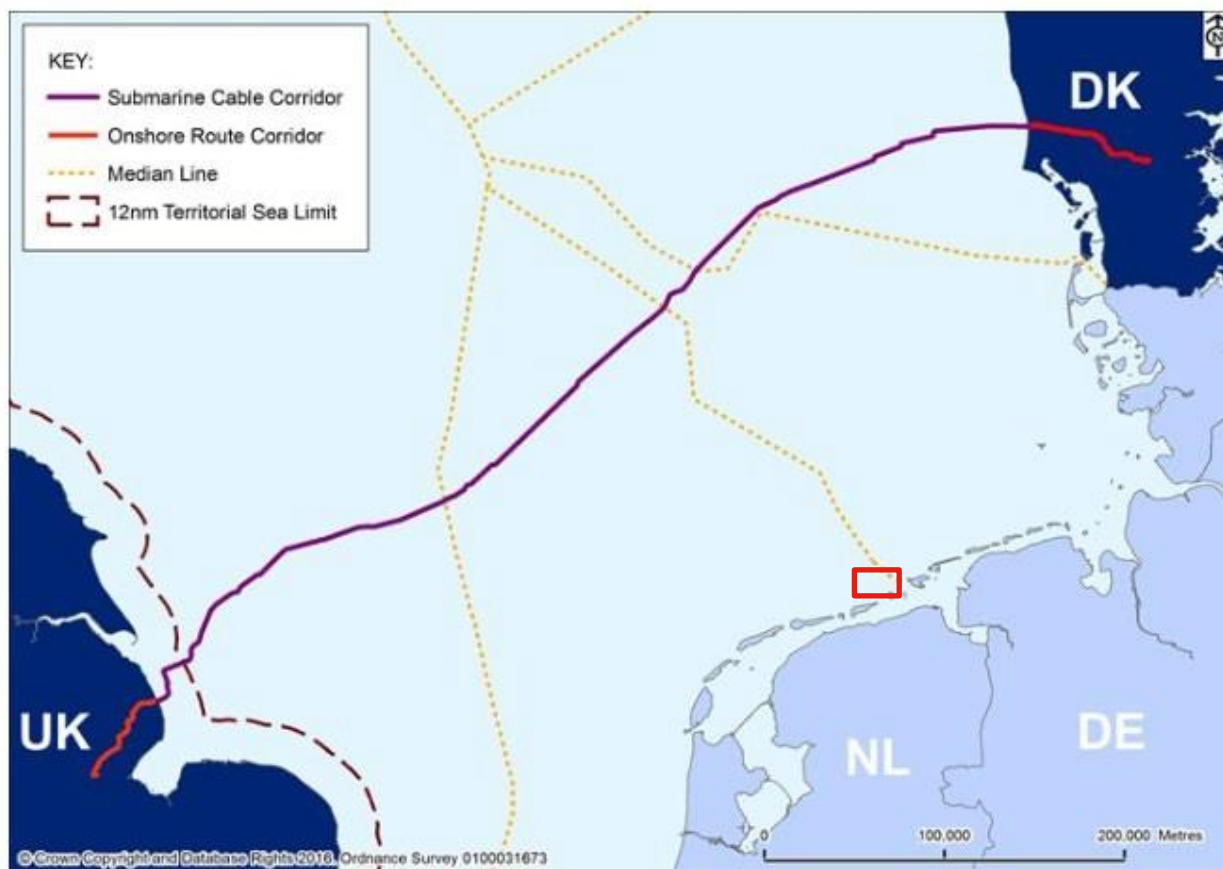 KEY:
Submarine Cable Corridor
Onshore Route Corridor
Median Line
12nm Territorial Sea Limit
N
DK
UK
NL
DE
0 100,000 200,000 Metres
© Crown Copyright and Database Rights 2016. Ordnance Survey 0100031673